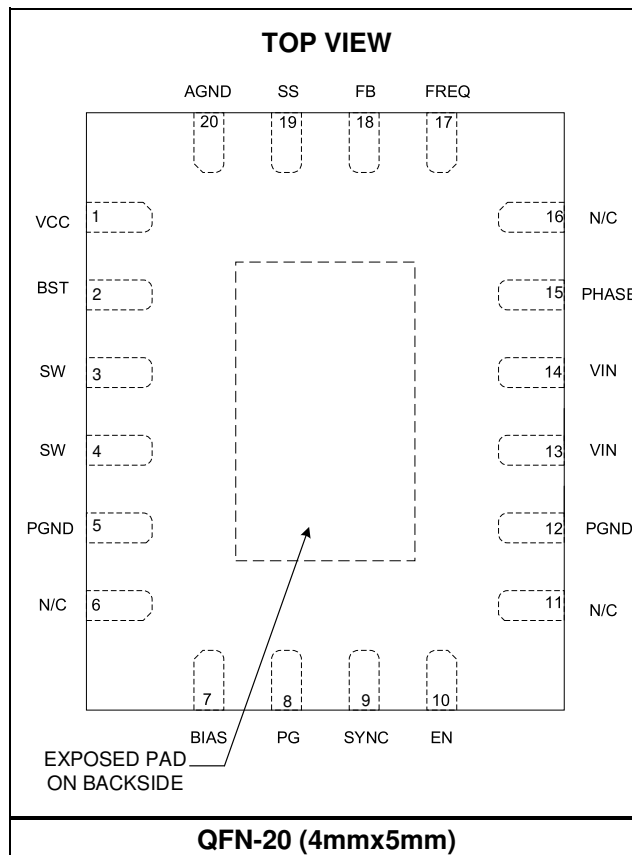 TOP VIEW
AGND SS FB FREQ
20 19 18 17
VCC 1 16 N/C
BST 2 15 PHASE
SW 3 14 VIN
SW 4 13 VIN
PGND 5 12 PGND
N/C 6 11 N/C
7 8 9 10
BIAS PG SYNC EN
EXPOSED PAD
ON BACKSIDE
QFN-20 (4mmx5mm)